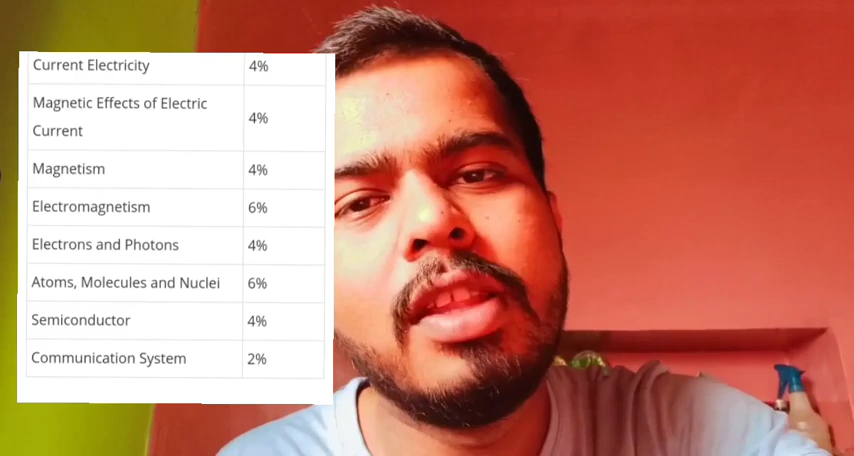 Current Electricity 4%
Magnetic Effects of Electric
Current 4%
Magnetism 4%
Electromagnetism 6%
Electrons and Photons 4%
Atoms, Molecules and Nuclei 6%
Semiconductor 4%
Communication System 2%